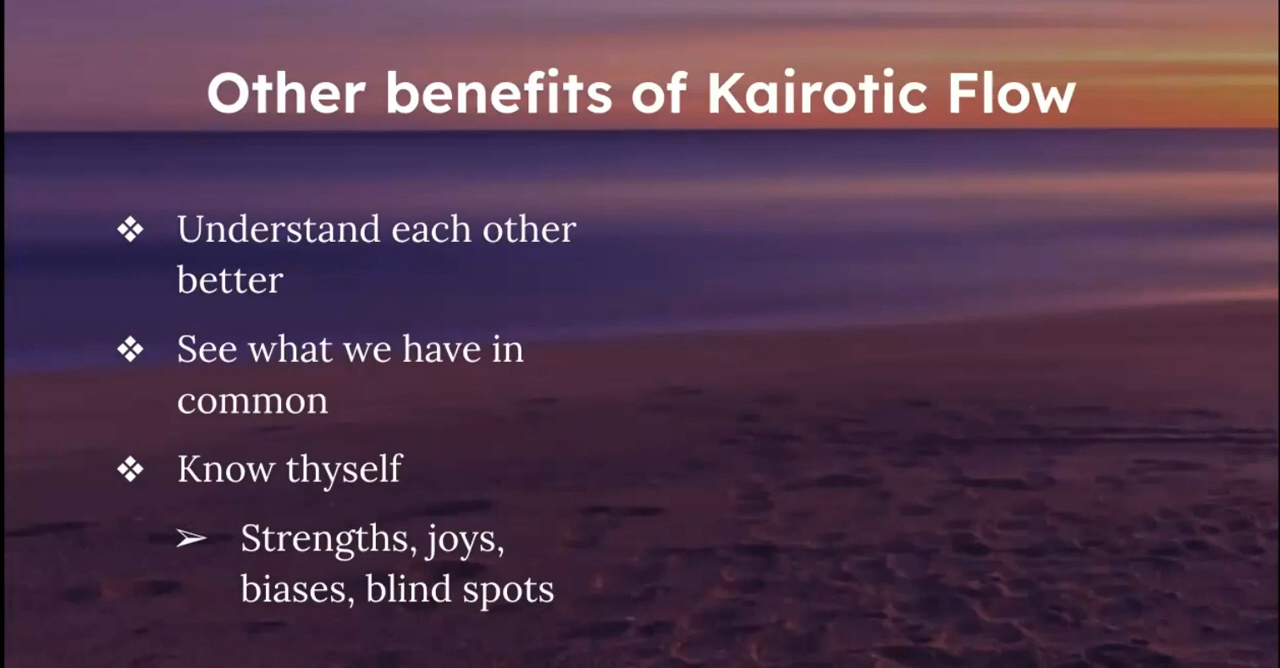 Other benefits of Kairotic Flow
❖ Understand each other
better
❖ See what we have in
common
❖ Know thyself
➢ Strengths, joys,
biases, blind spots